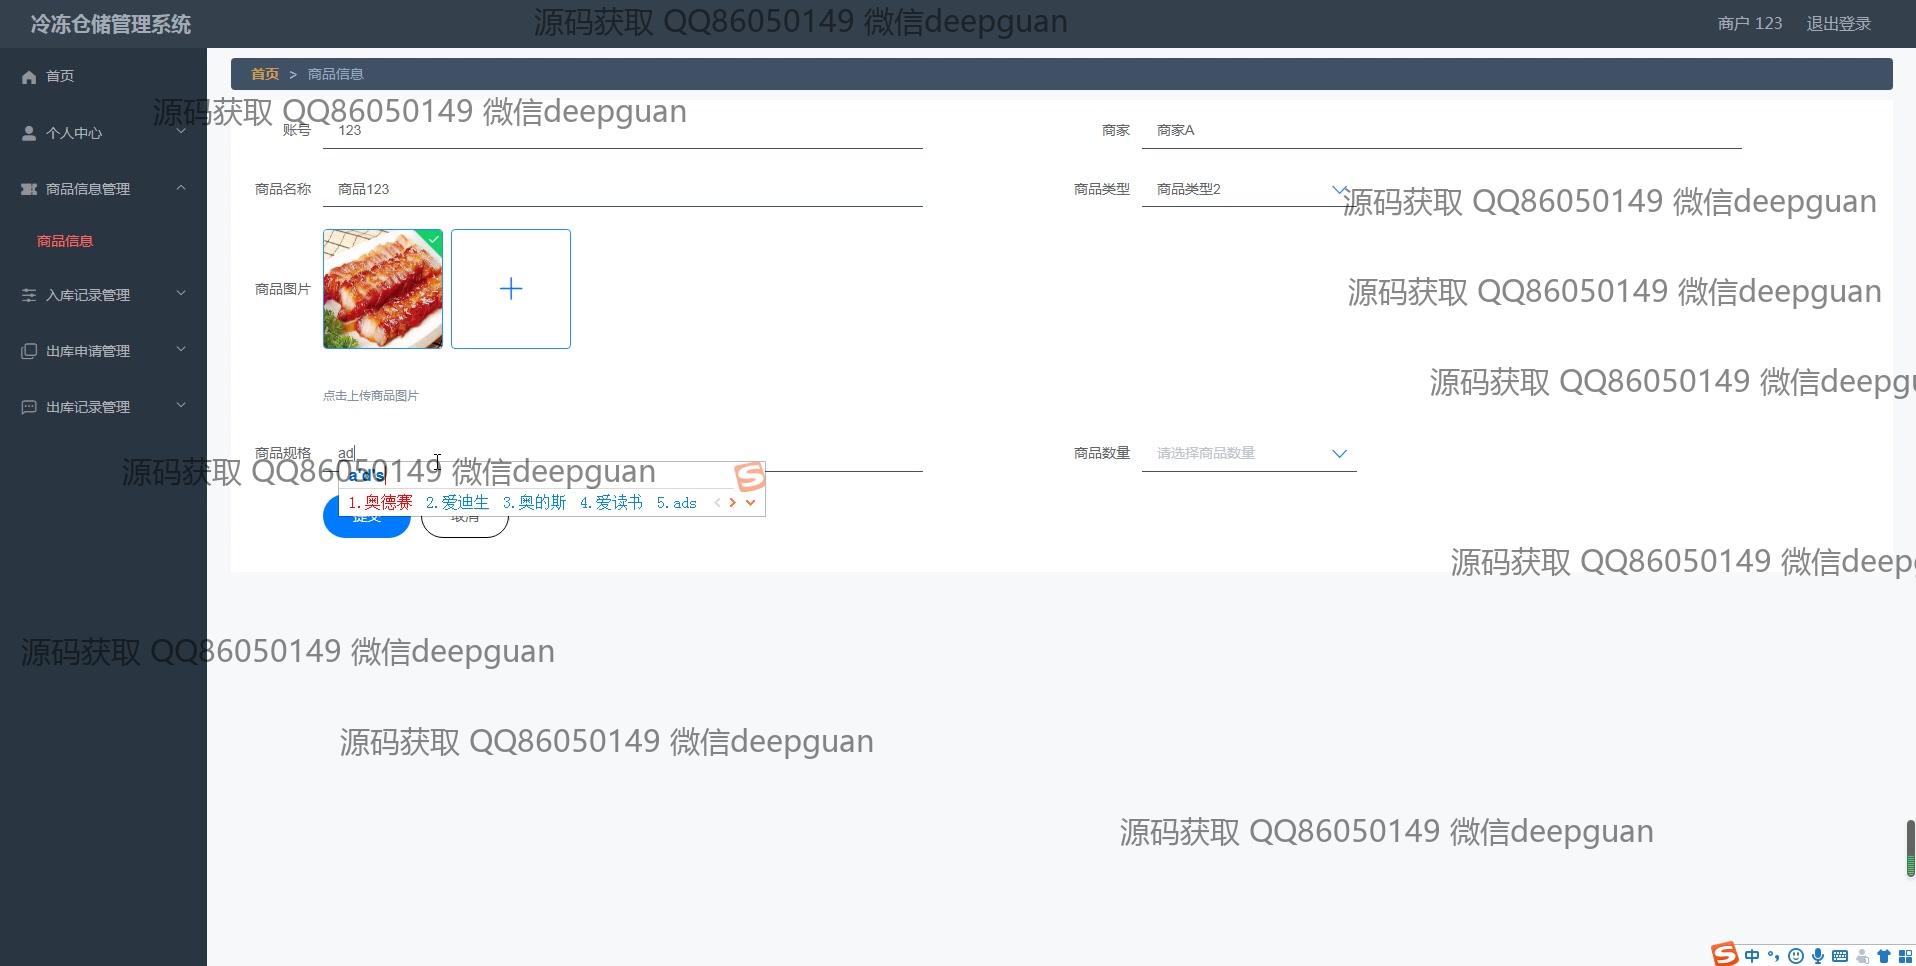 冷冻仓储管理系统
源码获取 QQ86050149 微信deepguan
商户 123 退出登录
首页
首页 > 商品信息
源码获取 QQ86050149 微信deepguan
个人中心
账号 123
商家 商家A
商品信息管理
商品名称 商品123
商品类型 商品类型2
源码获取 QQ86050149 微信deepguan
商品信息
商品图片
入库记录管理
源码获取 QQ86050149 微信deepguan
出库申请管理
源码获取 QQ86050149 微信deepgu
点击上传商品图片
出库记录管理
商品规格 ad
商品数量 请选择商品数量
源码获取 QQ86050149 微信deepguan
a'd's
1.奥德赛 2.爱迪生 3.奥的斯 4.爱读书 5.ads
提交 取消
源码获取 QQ86050149 微信deep
源码获取 QQ86050149 微信deepguan
源码获取 QQ86050149 微信deepguan
源码获取 QQ86050149 微信deepguan
中